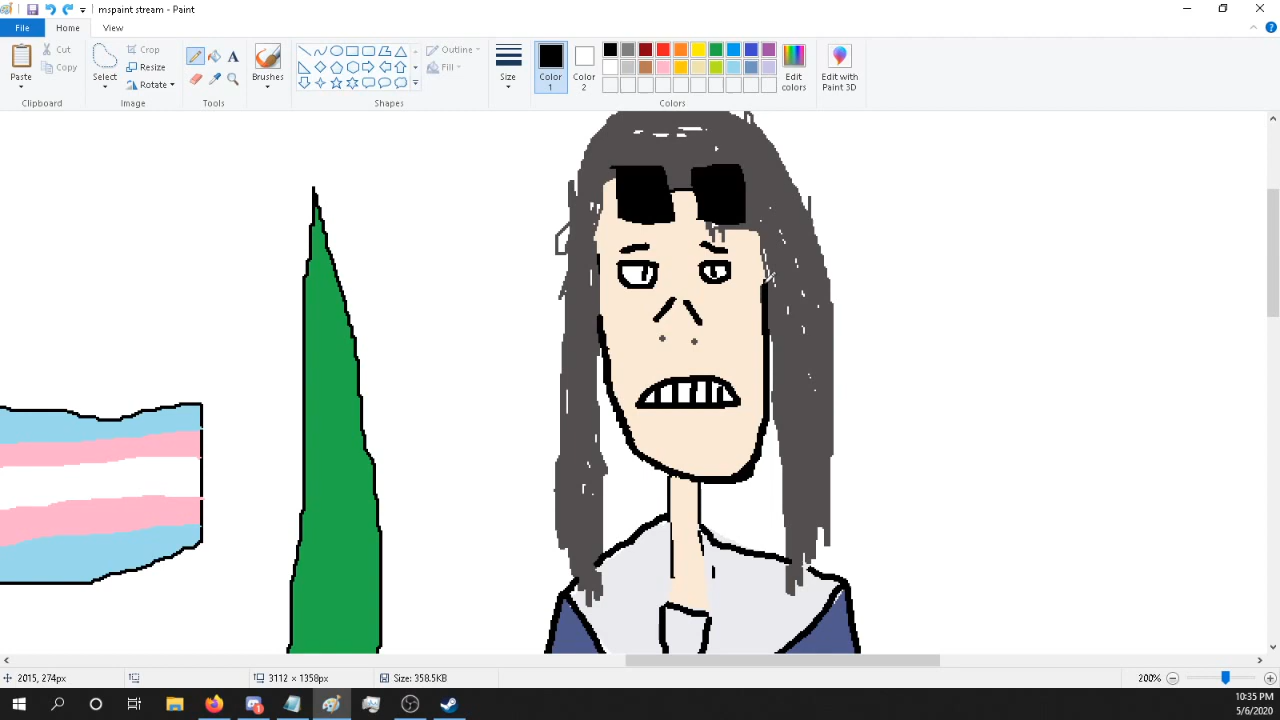 mspaint stream - Paint
File Home View
Paste Cut Copy Clipboard
Select Crop Resize Rotate Image
A Tools
Brushes
Outline Fill Shapes
Size
Color 1 Color 2 Edit colors Colors
Edit with Paint 3D
2015, 274px 3112 × 1358px Size: 358.5KB 200%
10:35 PM
5/6/2020